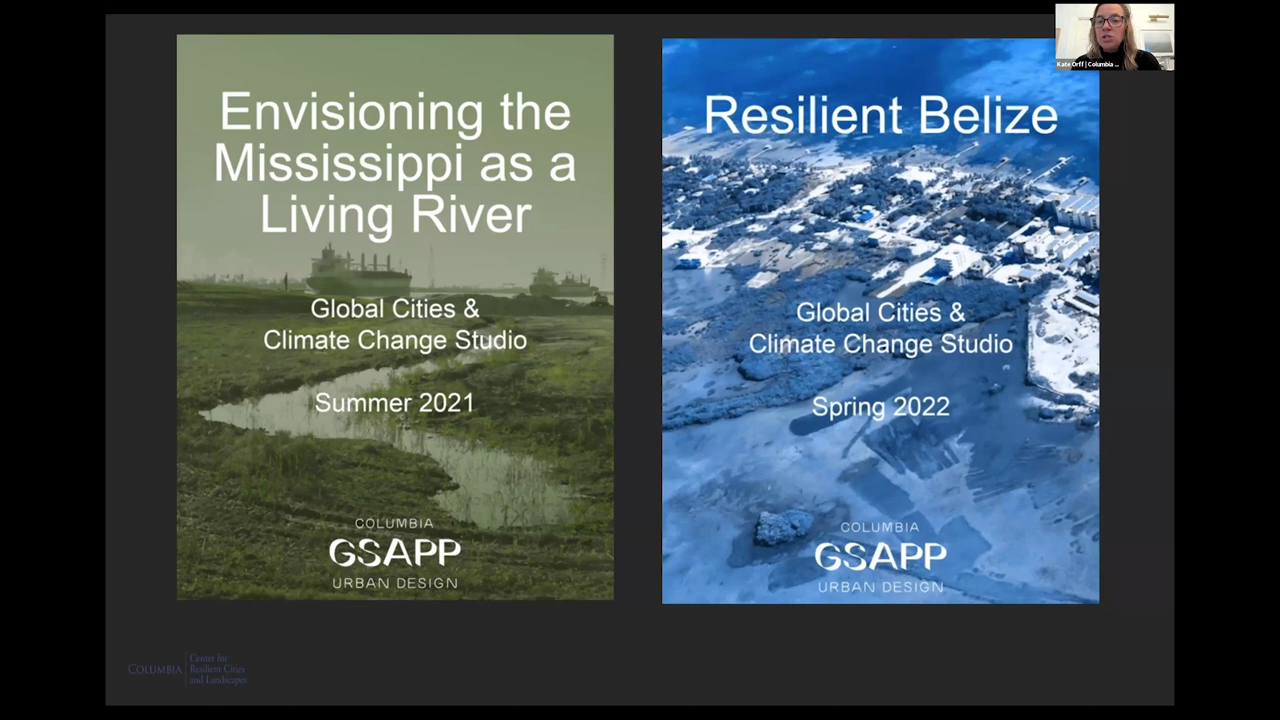 Envisioning the
Mississippi as a
Living River
Global Cities &
Climate Change Studio
Summer 2021
COLUMBIA
GSAPP
URBAN DESIGN
Resilient Belize
Global Cities &
Climate Change Studio
Spring 2022
COLUMBIA
GSAPP
URBAN DESIGN
Kate Orff | Columbia ...
COLUMBIA
Center for
Resilient Cities
and Landscapes